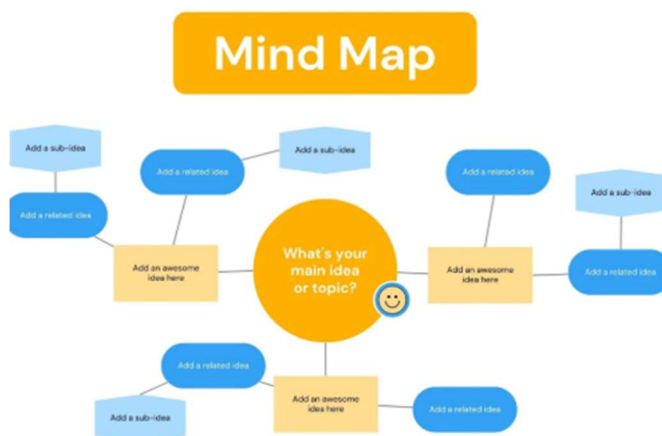 Mind Map
Add a sub-idea
Add a related idea
Add a sub-idea
Add a related idea
Add an awesome
idea here
What's your
main idea
or topic?
Add a related idea
Add a sub-idea
Add an awesome
idea here
Add a related idea
Add a related idea
Add a sub-idea
Add an awesome
idea here
Add a related idea